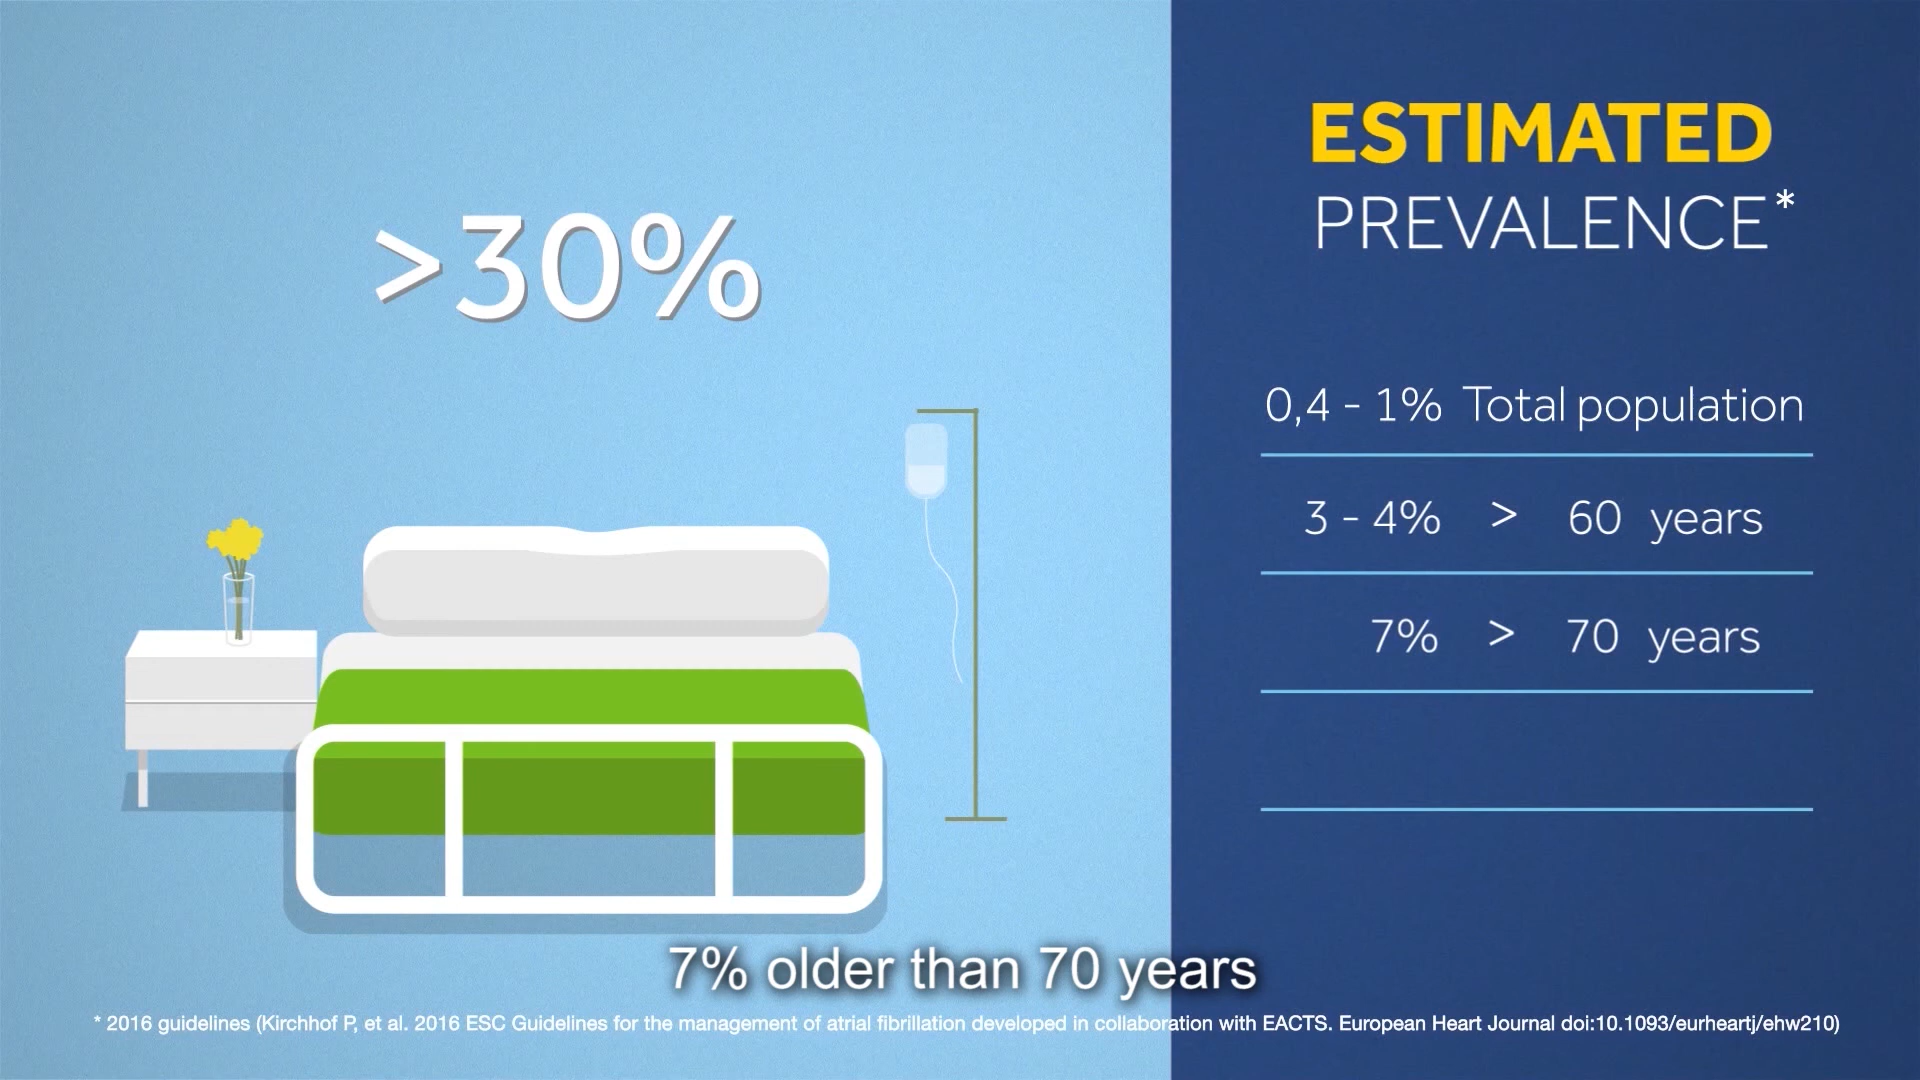 >30%
ESTIMATED
PREVALENCE*
0,4 - 1% Total population
3 - 4% > 60 years
7% > 70 years
7% older than 70 years
* 2016 guidelines (Kirchhof P, et al. 2016 ESC Guidelines for the management of atrial fibrillation developed in collaboration with EACTS. European Heart Journal doi:10.1093/eurheartj/ehw210)